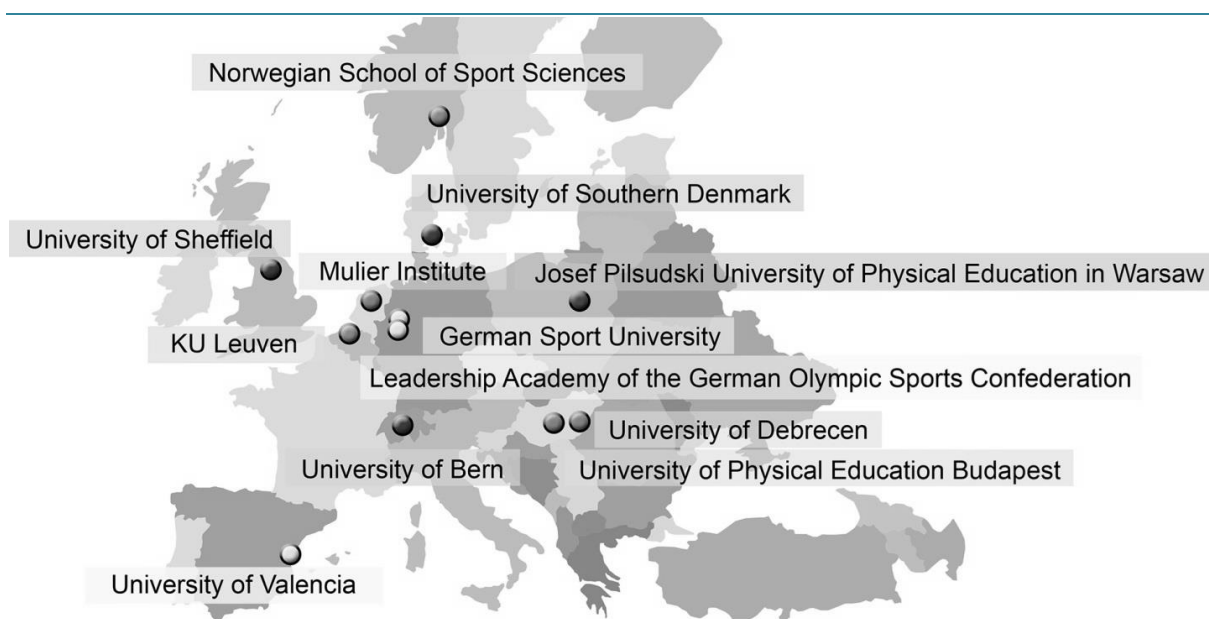 Norwegian School of Sport Sciences
University of Southern Denmark
University of Sheffield
Mulier Institute
Josef Pilsudski University of Physical Education in Warsaw
KU Leuven
German Sport University
Leadership Academy of the German Olympic Sports Confederation
University of Debrecen
University of Bern
University of Physical Education Budapest
University of Valencia